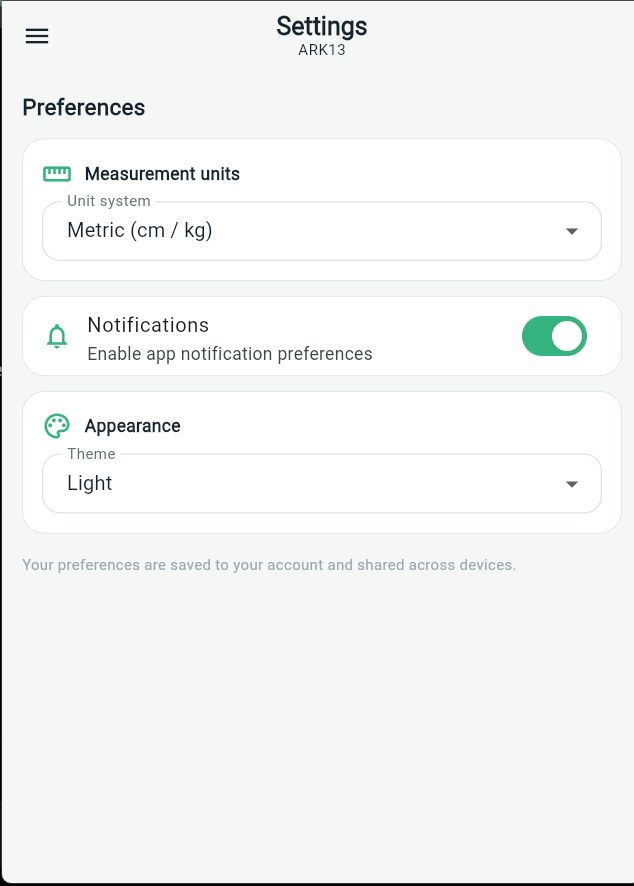 Settings
ARK13
Preferences
Measurement units
Unit system
Metric (cm / kg)
Notifications
Enable app notification preferences
Appearance
Theme
Light
Your preferences are saved to your account and shared across devices.